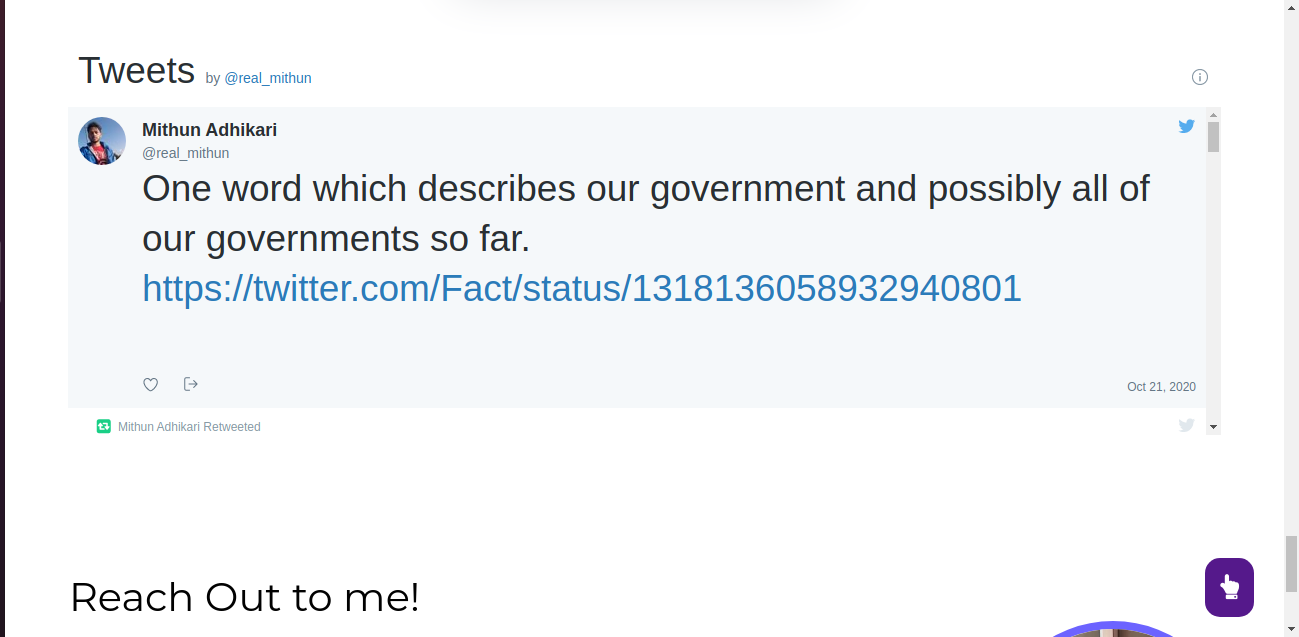 Tweets by @real_mithun
Mithun Adhikari
@real_mithun
One word which describes our government and possibly all of
our governments so far.
https://twitter.com/Fact/status/1318136058932940801
Oct 21, 2020
Mithun Adhikari Retweeted
Reach Out to me!